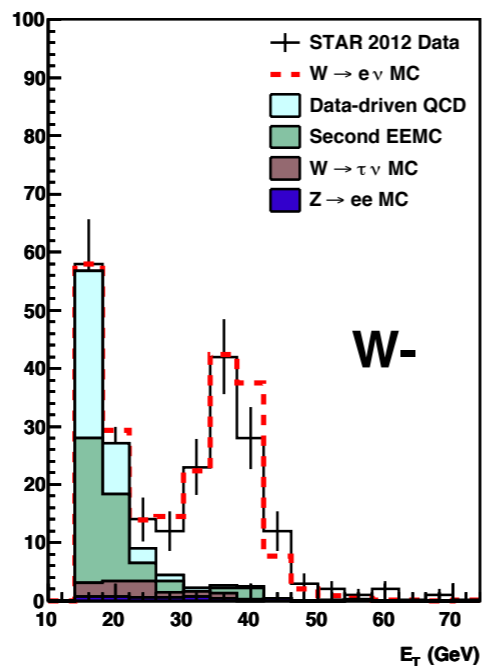 100
90
80
70
60
50
40
30
20
10
0
STAR 2012 Data
W → e ν MC
Data-driven QCD
Second EEMC
W → τ ν MC
Z → ee MC
W-
10 20 30 40 50 60 70
E_T (GeV)